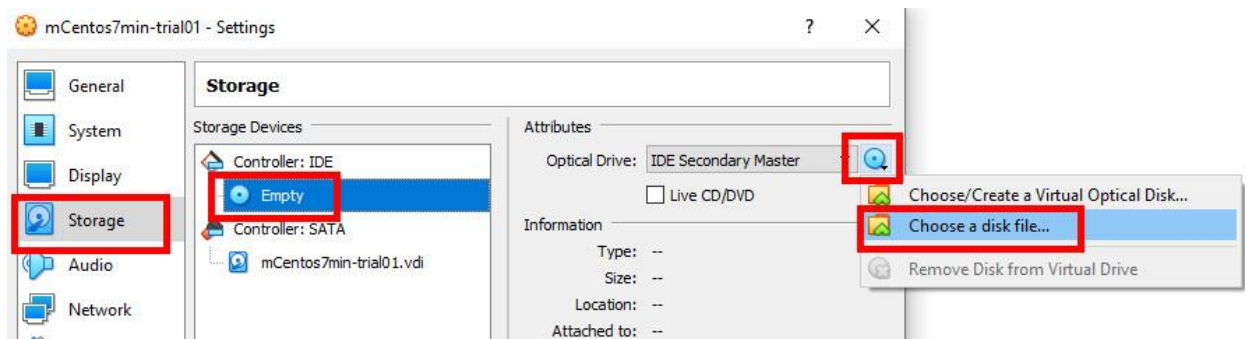 mCentos7min-trial01 - Settings
?
General
System
Display
Storage
Audio
Network
Storage
Storage Devices
Controller: IDE
Empty
Controller: SATA
mCentos7min-trial01.vdi
Attributes
Optical Drive: IDE Secondary Master
Live CD/DVD
Information
Type: --
Size: --
Location: --
Attached to: --
Choose/Create a Virtual Optical Disk...
Choose a disk file...
Remove Disk from Virtual Drive